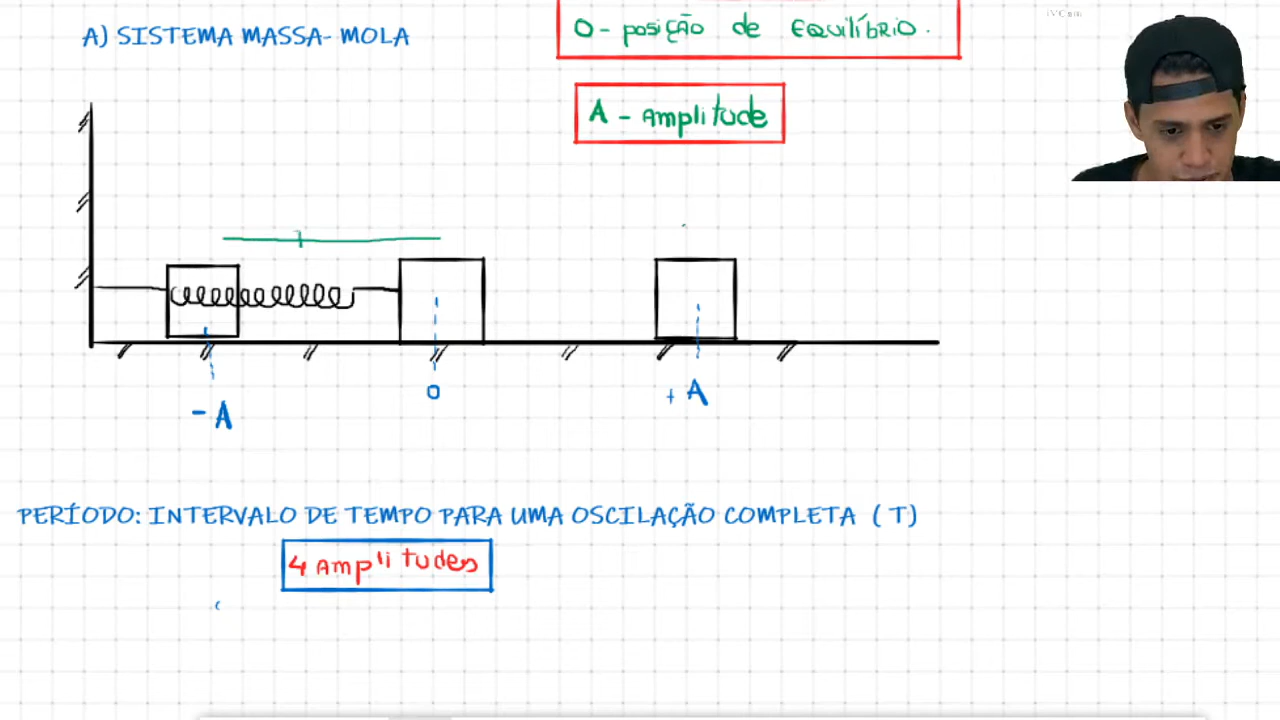 A) SISTEMA MASSA-MOLA
O - posição de EQUILÍBRIO.
A - Amplitude
- A
O
+ A
PERÍODO: INTERVALO DE TEMPO PARA UMA OSCILAÇÃO COMPLETA (T)
4 Amplitudes